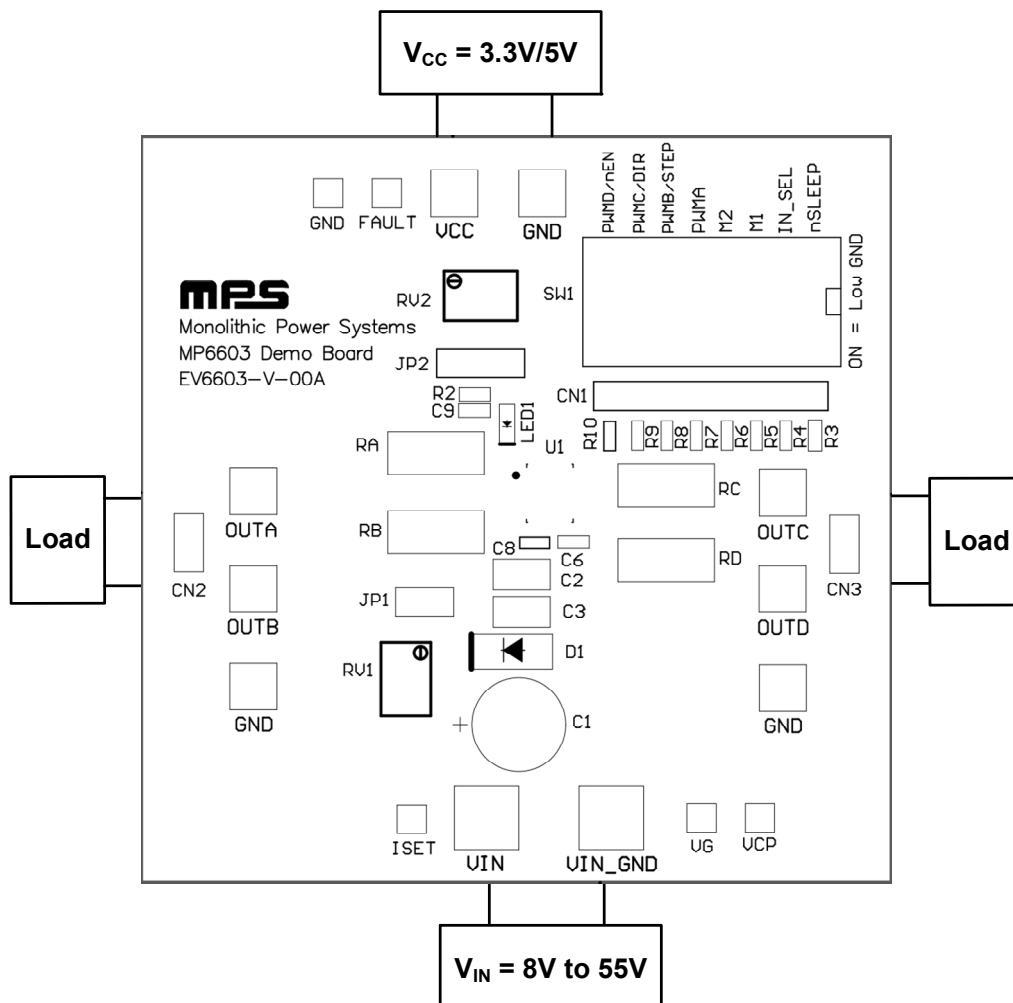 V_CC = 3.3V/5V
PWMD/nEN
PWMC/DIR
PWMB/STEP
PWMA
M2
M1
IN_SEL
nSLEEP
GND
FAULT
VCC
GND
SW1
ON = Low GND
MPS
Monolithic Power Systems
MP6603 Demo Board
EV6603-V-00A
RV2
JP2
R2
C9
LED1
CN1
R10
R9
R8
R7
R6
R5
R4
R3
RA
U1
RC
RB
RD
C8
C6
C2
C3
JP1
D1
RV1
C1
Load
CN2
OUTA
OUTB
GND
OUTC
OUTD
GND
CN3
Load
ISET
VIN
VIN_GND
VG
VCP
V_IN = 8V to 55V